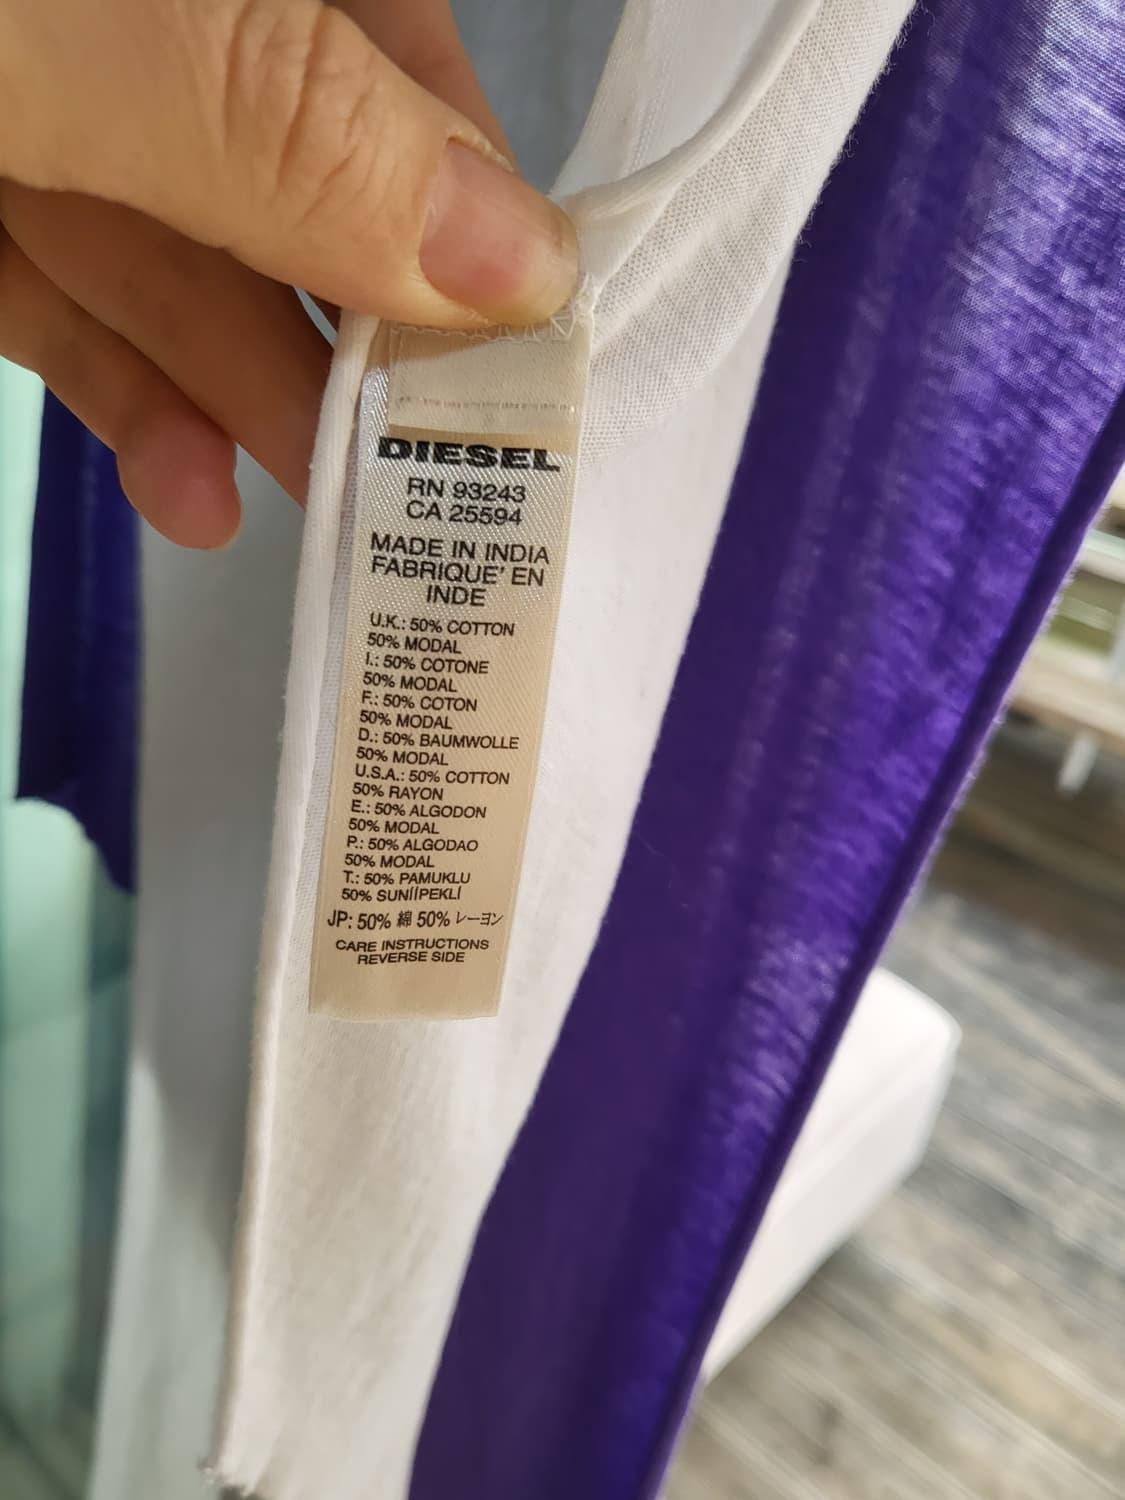 DIESEL
RN 93243
CA 25594
MADE IN INDIA
FABRIQUE' EN
INDE
U.K.: 50% COTTON
50% MODAL
I.: 50% COTONE
50% MODAL
F.: 50% COTON
50% MODAL
D.: 50% BAUMWOLLE
50% MODAL
U.S.A.: 50% COTTON
50% RAYON
E.: 50% ALGODON
50% MODAL
P.: 50% ALGODAO
50% MODAL
T.: 50% PAMUKLU
50% SUNİİPEKLİ
JP: 50% 綿 50% レーヨン
CARE INSTRUCTIONS
REVERSE SIDE